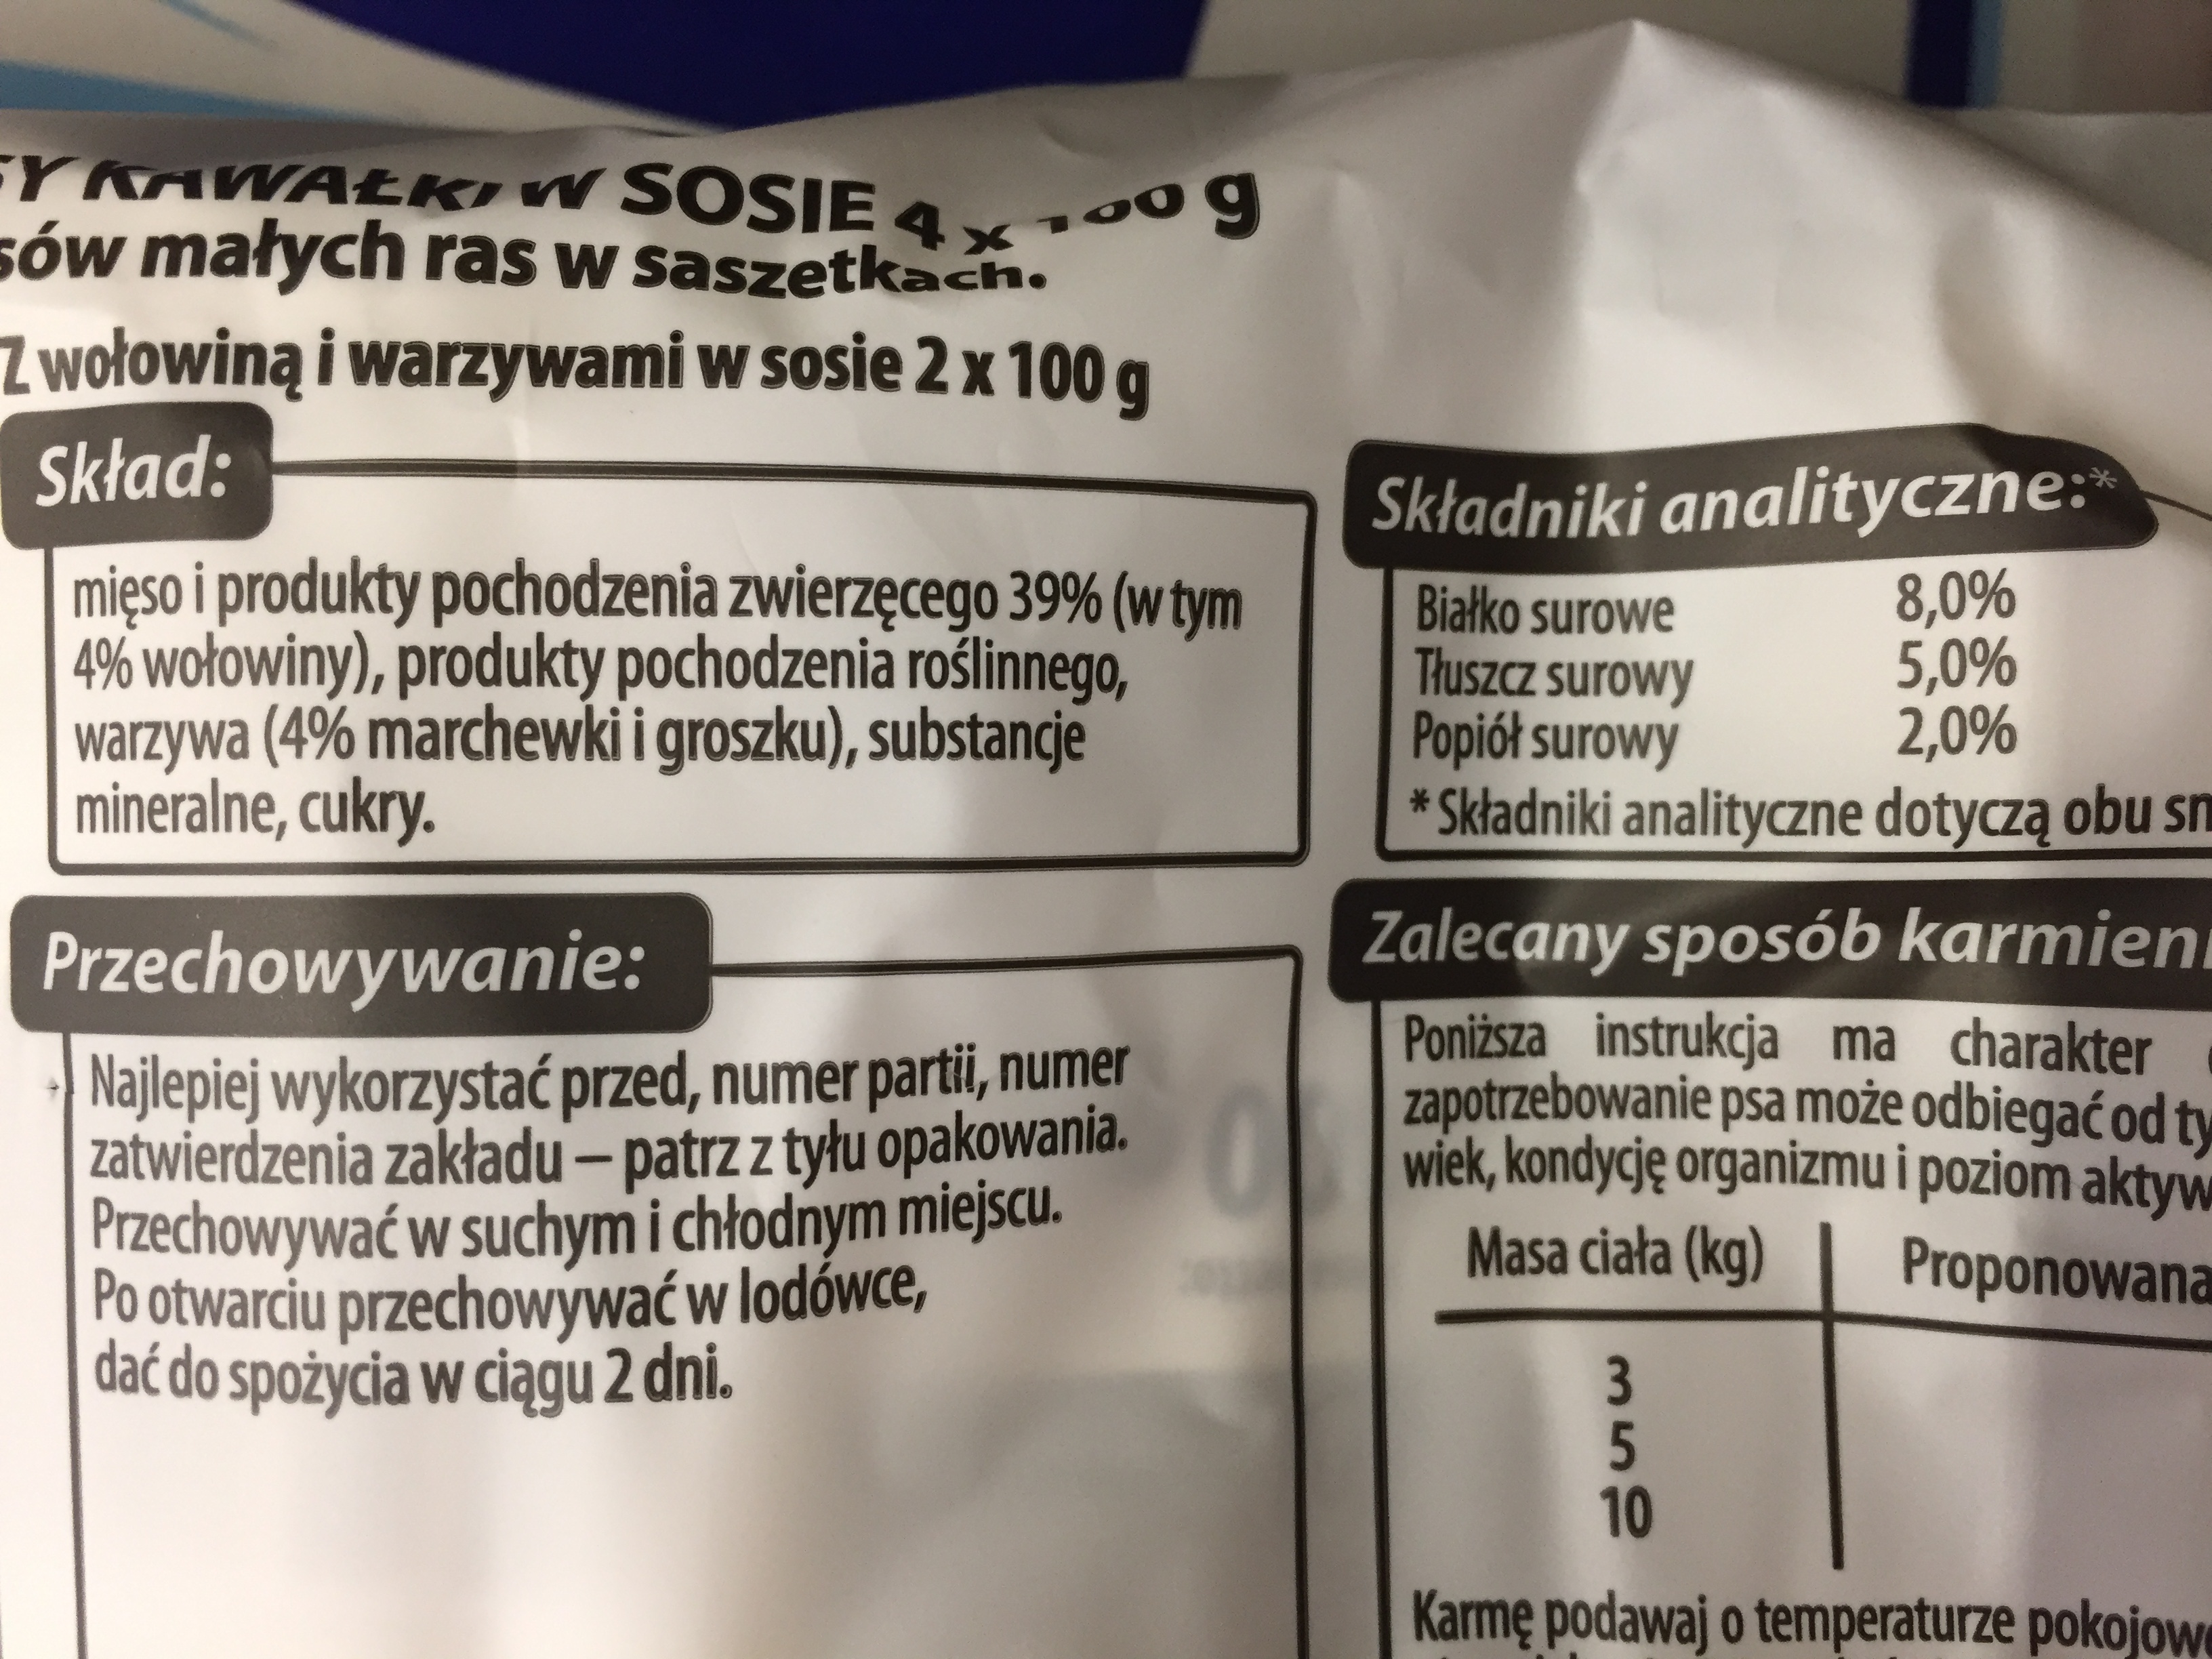 KAWAŁKI W SOSIE 4 x 100 g
małych ras w saszetkach.
Z wołowiną i warzywami w sosie 2 x 100 g
Skład:
mięso i produkty pochodzenia zwierzęcego 39% (w tym
4% wołowiny), produkty pochodzenia roślinnego,
warzywa (4% marchewki i groszku), substancje
mineralne, cukry.
Składniki analityczne:*
Białko surowe 8,0%
Tłuszcz surowy 5,0%
Popiół surowy 2,0%
* Składniki analityczne dotyczą obu
Przechowywanie:
Najlepiej wykorzystać przed, numer partii, numer
zatwierdzenia zakładu – patrz z tyłu opakowania.
Przechowywać w suchym i chłodnym miejscu.
Po otwarciu przechowywać w lodówce,
dać do spożycia w ciągu 2 dni.
Zalecany sposób
Poniższa instrukcja ma charakter
zapotrzebowanie psa może odbiegać od
wiek, kondycję organizmu i poziom
Masa ciała (kg) Proponowana
3
5
10
Karmę podawaj o temperaturze